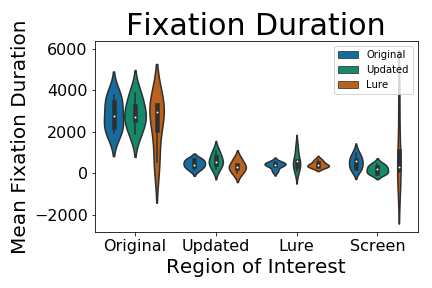 Fixation Duration
Mean Fixation Duration
6000
4000
2000
0
−2000
Original
Updated
Lure
Original
Updated
Lure
Screen
Region of Interest